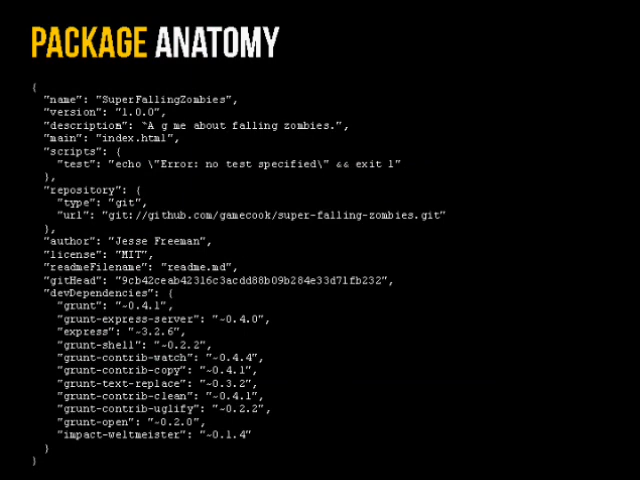 PACKAGE ANATOMY
{
"name": "SuperFallingZombies",
"version": "1.0.0",
"description": "A g me about falling zombies.",
"main": "index.html",
"scripts": {
"test": "echo \"Error: no test specified\" && exit 1"
},
"repository": {
"type": "git",
"url": "git://github.com/gamecook/super-falling-zombies.git"
},
"author": "Jesse Freeman",
"license": "MIT",
"readmeFilename": "readme.md",
"gitHead": "9cb42ceab42316c3acdd88b09b284e33d71fb232",
"devDependencies": {
"grunt": "~0.4.1",
"grunt-express-server": "~0.4.0",
"express": "~3.2.6",
"grunt-shell": "~0.2.2",
"grunt-contrib-watch": "~0.4.4",
"grunt-contrib-copy": "~0.4.1",
"grunt-text-replace": "~0.3.2",
"grunt-contrib-clean": "~0.4.1",
"grunt-contrib-uglify": "~0.2.2",
"grunt-open": "~0.2.0",
"impact-weltmeister": "~0.1.4"
}
}